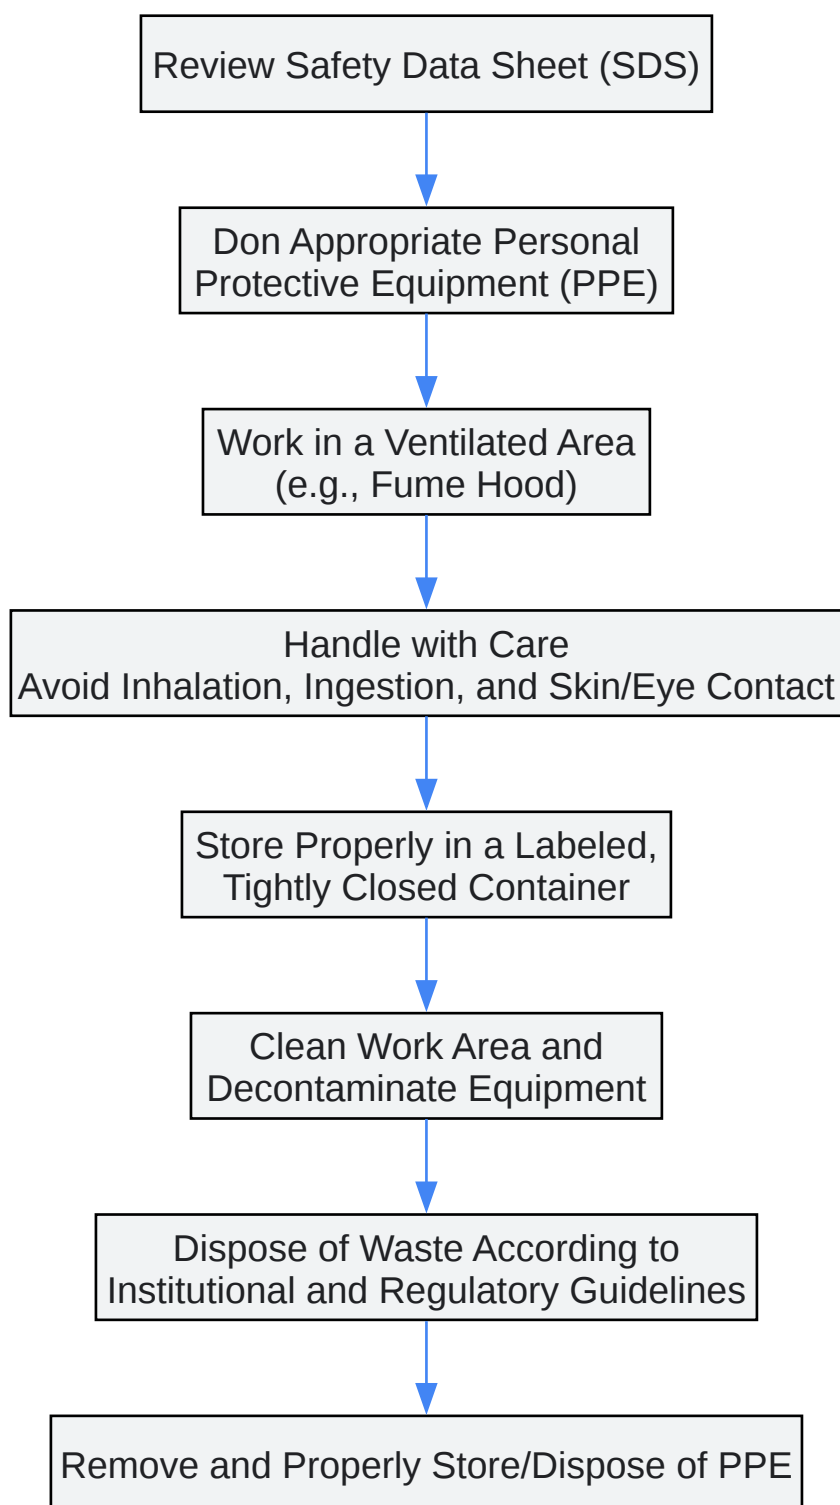 Review Safety Data Sheet (SDS)
Don Appropriate Personal
Protective Equipment (PPE)
Work in a Ventilated Area
(e.g., Fume Hood)
Handle with Care
Avoid Inhalation, Ingestion, and Skin/Eye Contact
Store Properly in a Labeled,
Tightly Closed Container
Clean Work Area and
Decontaminate Equipment
Dispose of Waste According to
Institutional and Regulatory Guidelines
Remove and Properly Store/Dispose of PPE